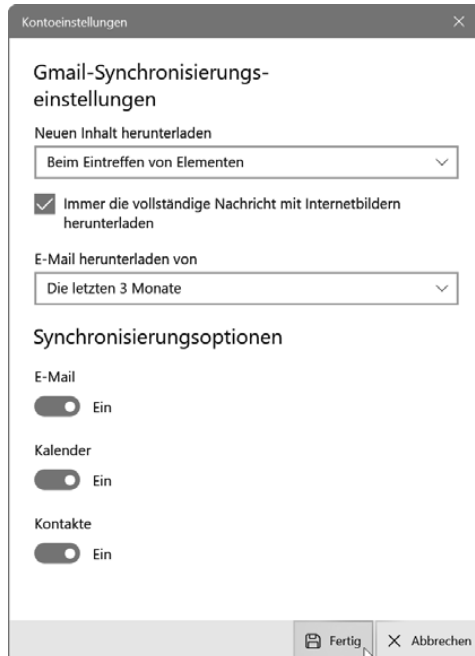 Kontoeinstellungen
Gmail-Synchronisierungs-
einstellungen
Neuen Inhalt herunterladen
Beim Eintreffen von Elementen
Immer die vollständige Nachricht mit Internetbildern
herunterladen
E-Mail herunterladen von
Die letzten 3 Monate
Synchronisierungsoptionen
E-Mail
Ein
Kalender
Ein
Kontakte
Ein
Fertig Abbrechen